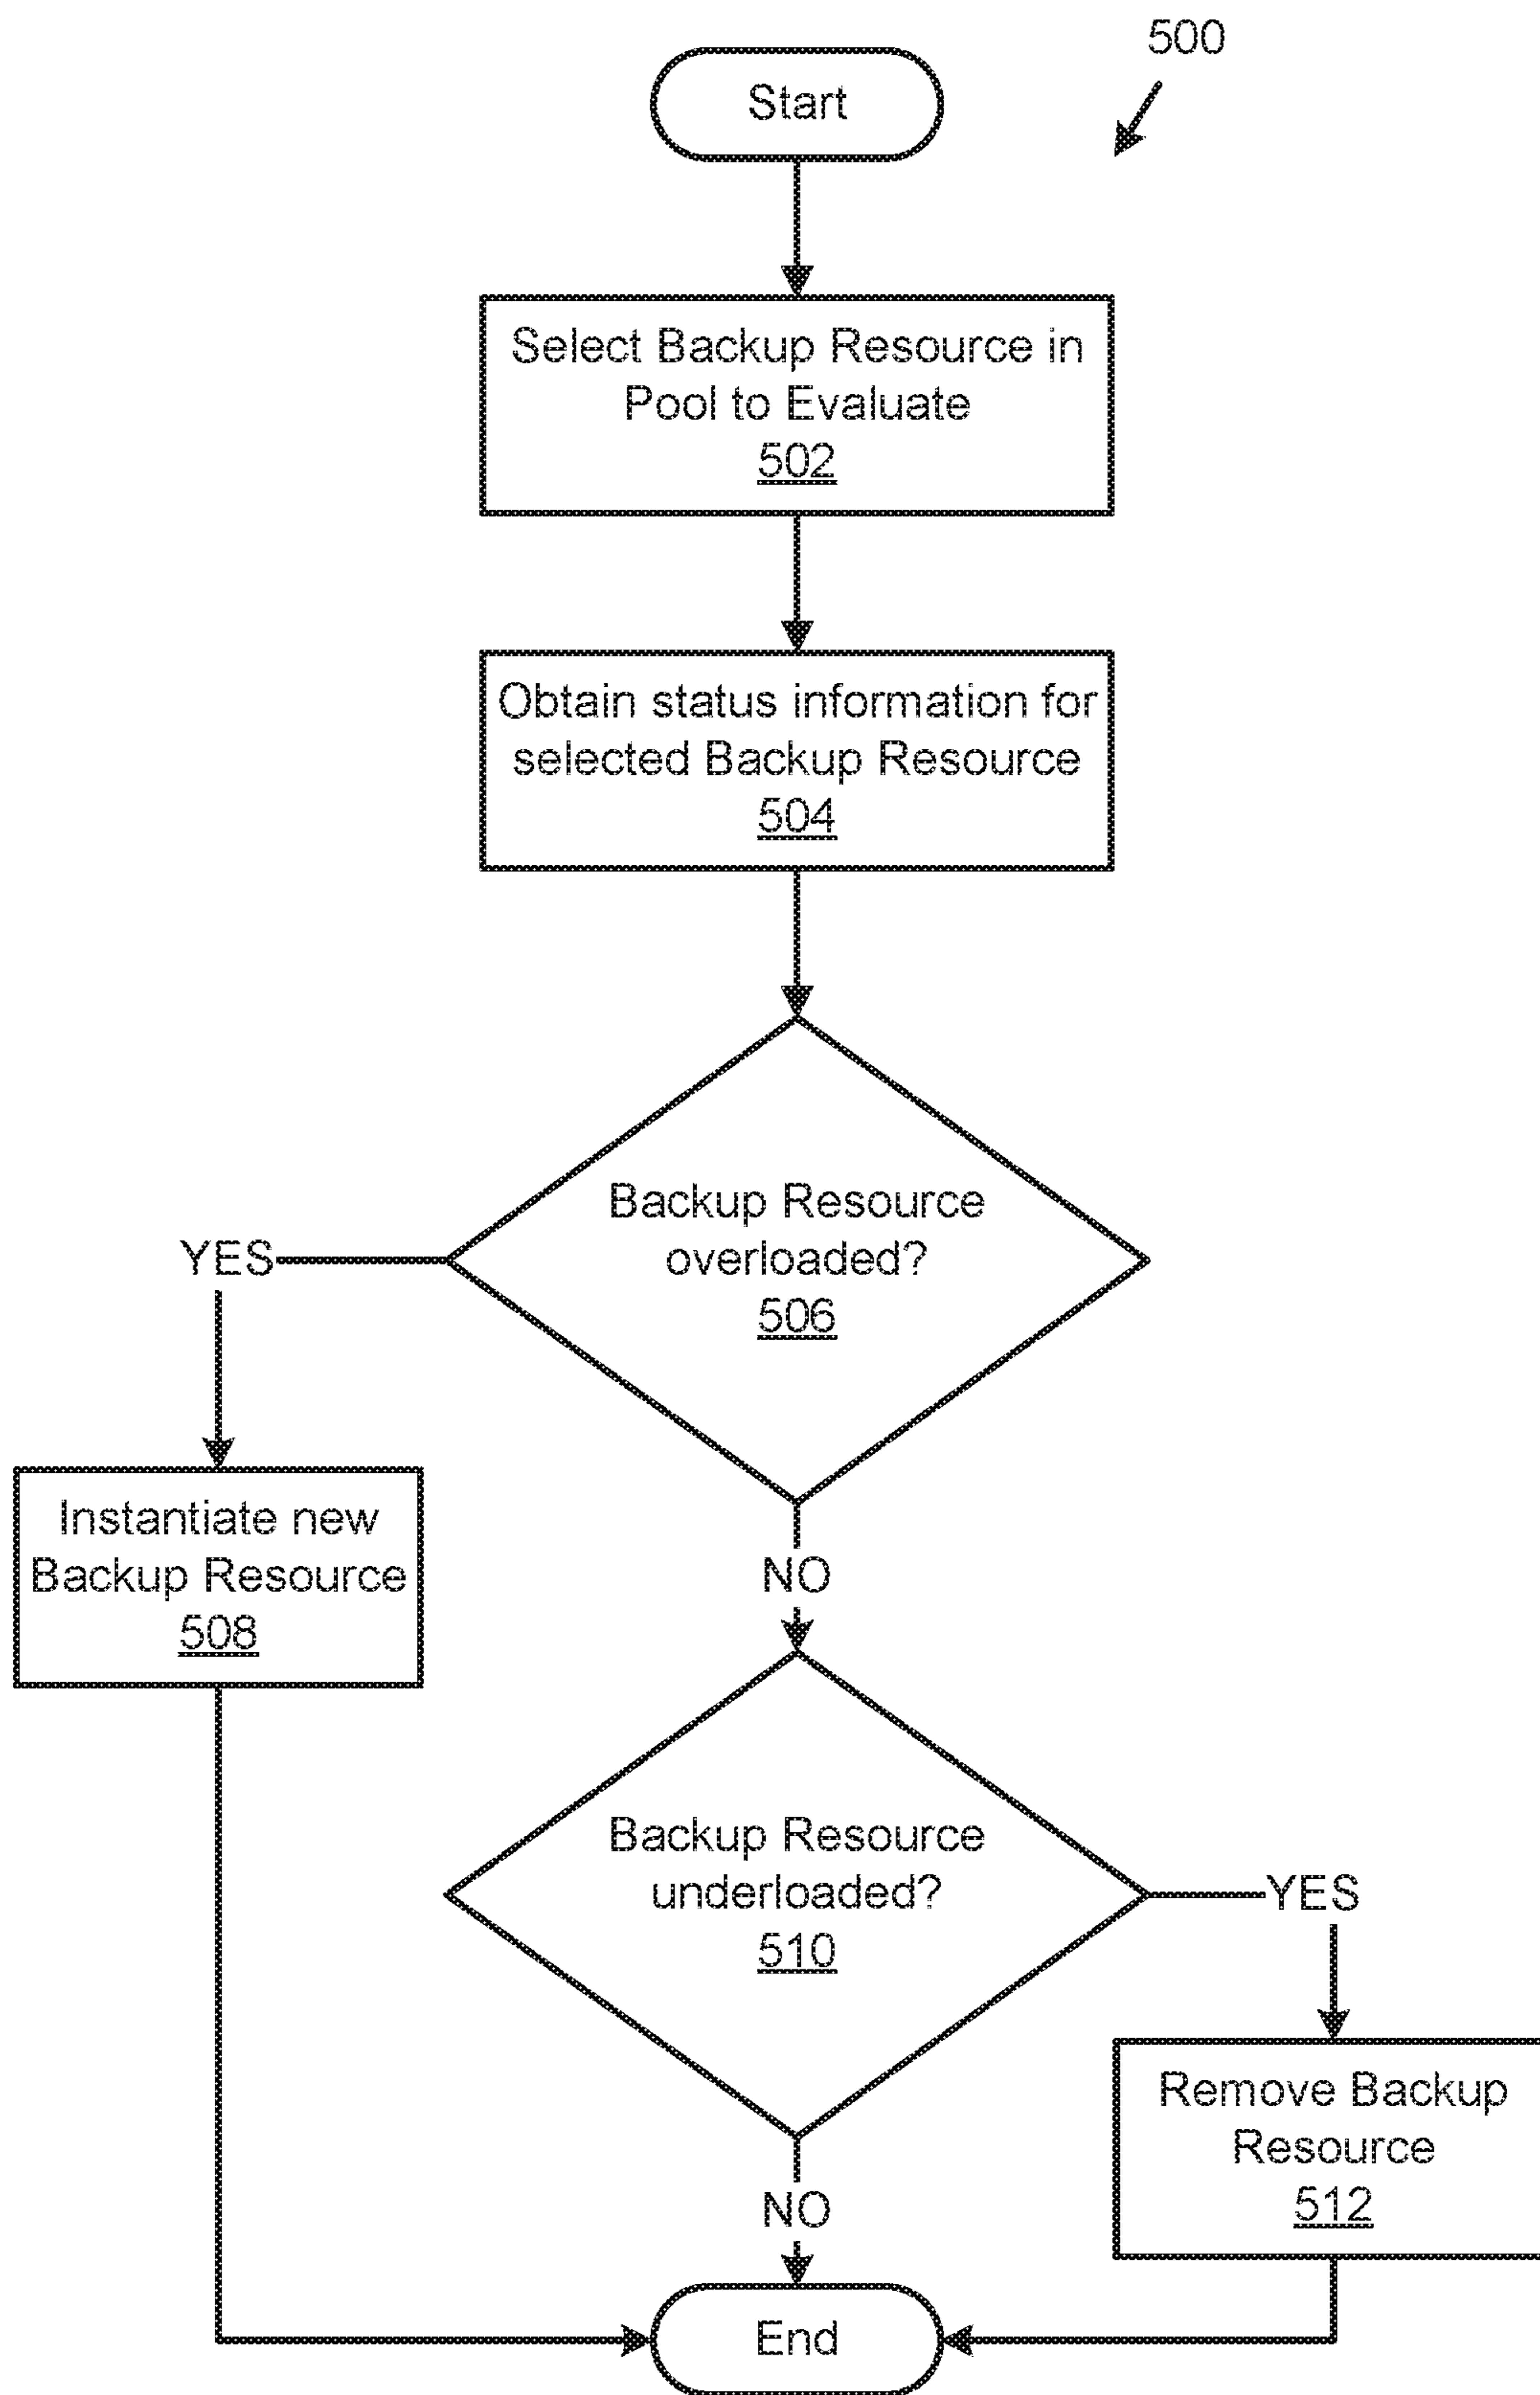 500
Start
Select Backup Resource in
Pool to Evaluate
502
Obtain status information for
selected Backup Resource
504
Backup Resource
overloaded?
506
YES
Instantiate new
Backup Resource
508
NO
Backup Resource
underloaded?
510
YES
Remove Backup
Resource
512
NO
End